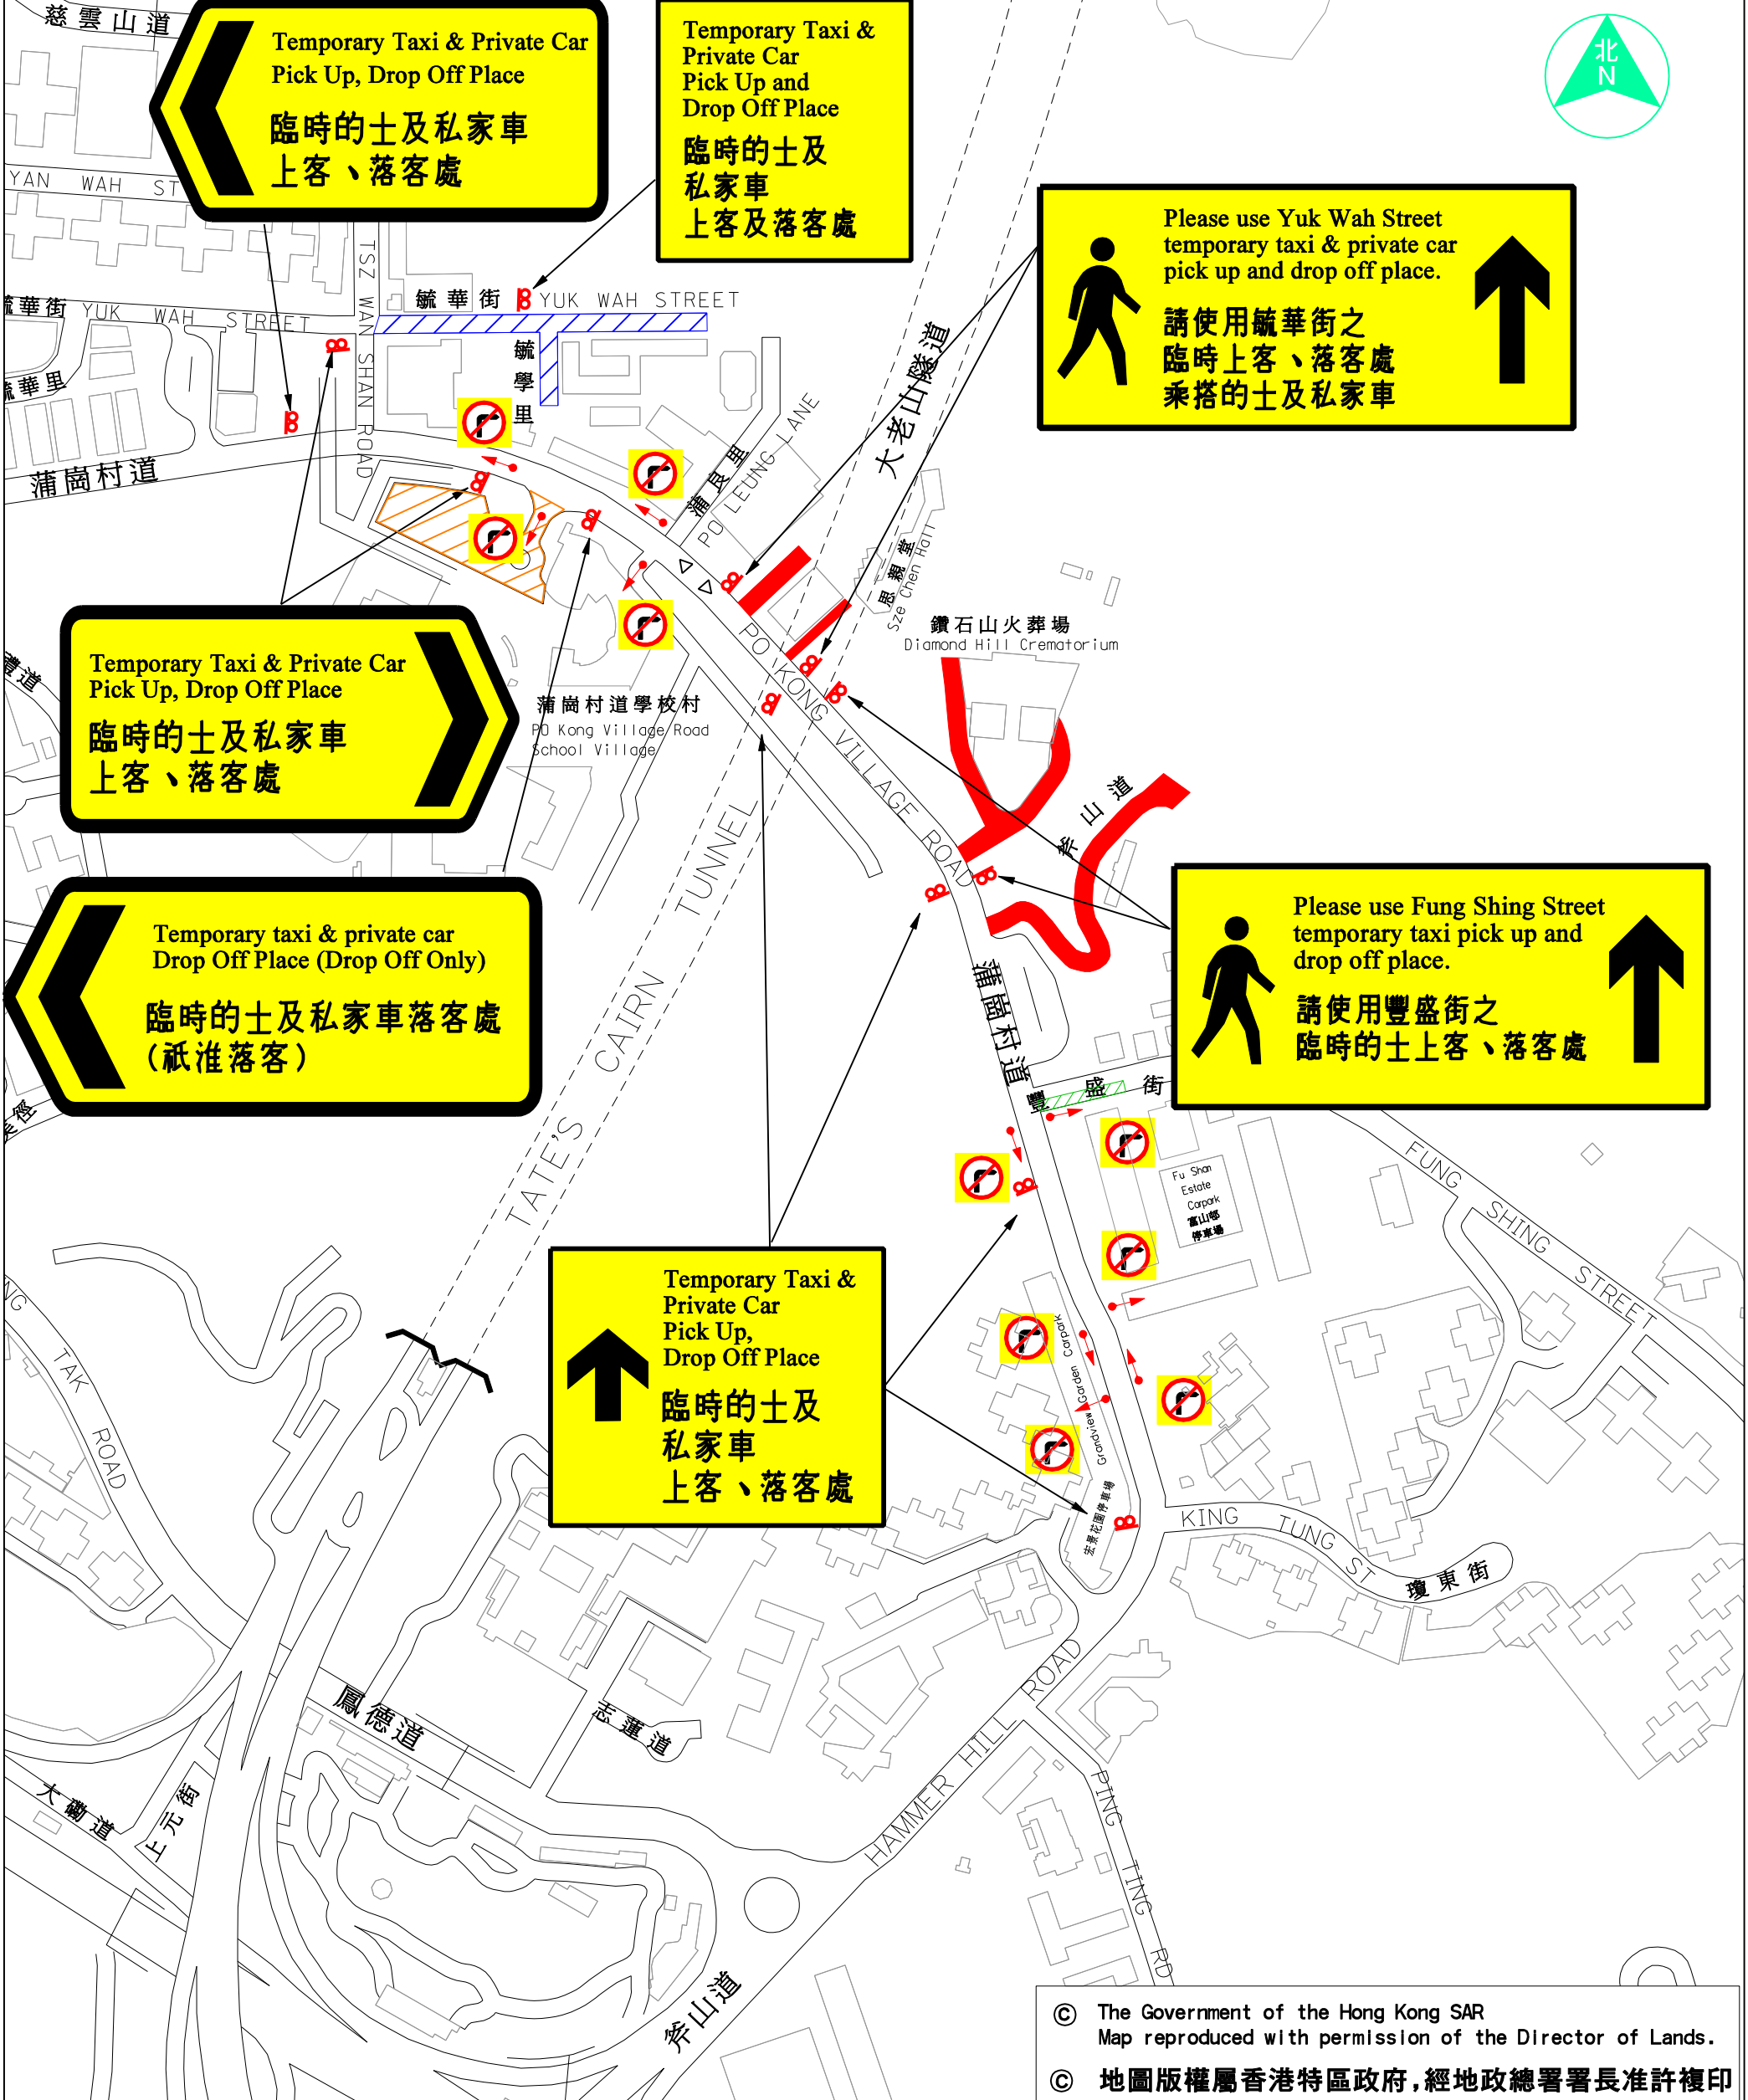 慈雲山道
Temporary Taxi & Private Car
Pick Up, Drop Off Place
臨時的士及私家車
上客、落客處
Temporary Taxi &
Private Car
Pick Up and
Drop Off Place
臨時的士及
私家車
上客及落客處
北
N
YAN WAH ST
Please use Yuk Wah Street
temporary taxi & private car
pick up and drop off place.
請使用毓華街之
臨時上客、落客處
乘搭的士及私家車
TSZ WAN SHAN ROAD
毓華街 YUK WAH STREET
毓華街 YUK WAH STREET
毓華里
毓學里
大老山隧道
蒲崗村道
蒲良里
PO LEUNG LANE
思親堂
Sze Chen Hall
鑽石山火葬場
Diamond Hill Crematorium
PO KONG VILLAGE ROAD
Temporary Taxi & Private Car
Pick Up, Drop Off Place
臨時的士及私家車
上客、落客處
蒲崗村道學校村
PO Kong Village Road
School Village
斧山道
Temporary taxi & private car
Drop Off Place (Drop Off Only)
臨時的士及私家車落客處
(祇准落客)
Please use Fung Shing Street
temporary taxi pick up and
drop off place.
請使用豐盛街之
臨時的士上客、落客處
TATE'S CAIRN TUNNEL
蒲崗村道
豐盛街
Fu Shan
Estate
Carpark
富山邨
停車場
FUNG SHING STREET
Temporary Taxi &
Private Car
Pick Up,
Drop Off Place
臨時的士及
私家車
上客、落客處
Grandview Garden Carpark
宏景花園停車場
TAK ROAD
KING TUNG ST
瓊東街
HAMMER HILL ROAD
鳳德道
志蓮道
PING TING RD
大磡道
上元街
斧山道
© The Government of the Hong Kong SAR
Map reproduced with permission of the Director of Lands.
© 地圖版權屬香港特區政府,經地政總署署長准許複印